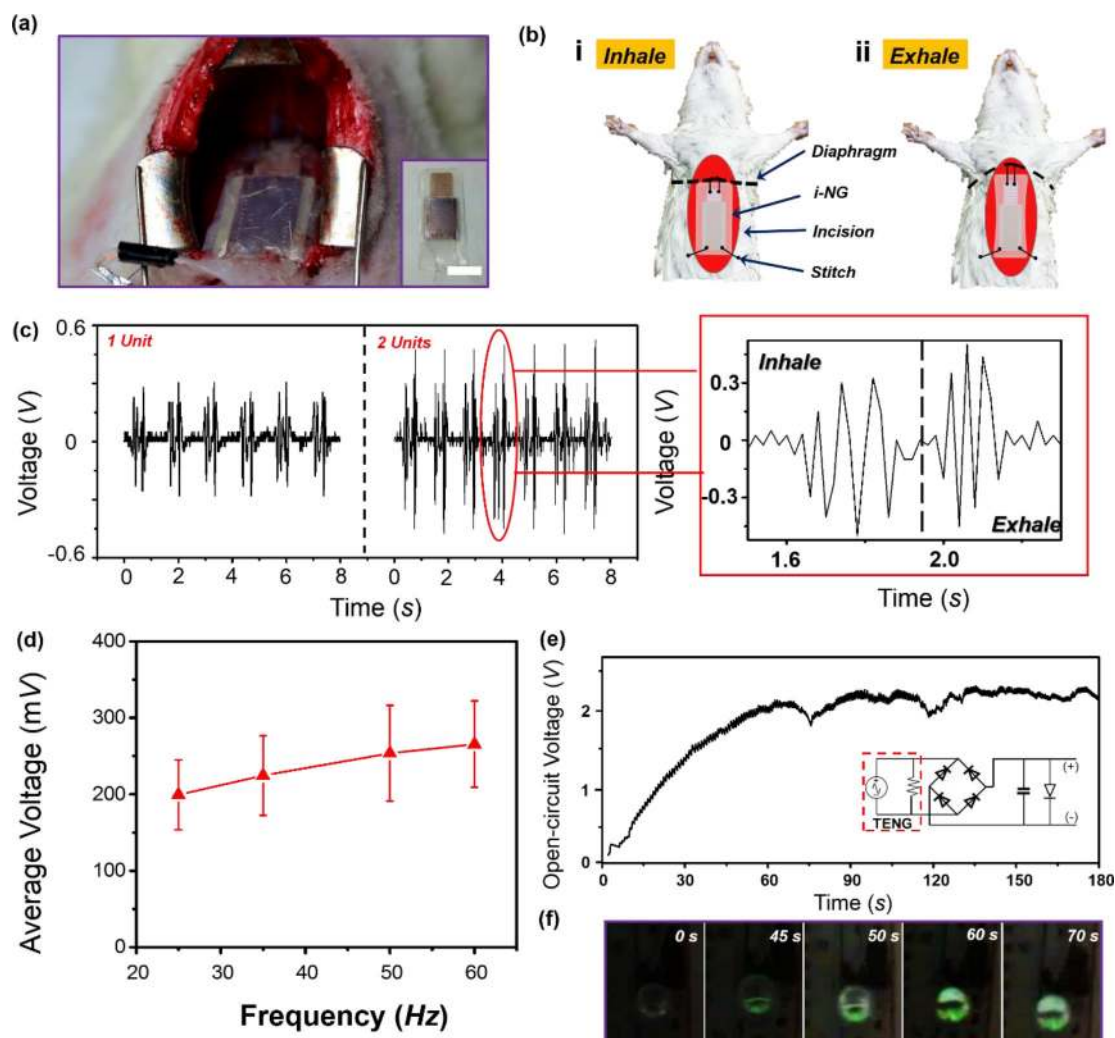 (a)
(b)
i Inhale
ii Exhale
Diaphragm
i-NG
Incision
Stitch
(c)
0.6
0
-0.6
Voltage (V)
1 Unit
2 Units
0 2 4 6 8 0 2 4 6 8
Time (s)
Voltage (V)
0.3
0
-0.3
Inhale
Exhale
1.6 2.0
Time (s)
(d)
400
300
200
100
0
Average Voltage (mV)
20 30 40 50 60
Frequency (Hz)
(e)
2
1
0
Open-circuit Voltage (V)
TENG
(+)
(-)
0 30 60 90 120 150 180
Time (s)
(f)
0 s 45 s 50 s 60 s 70 s